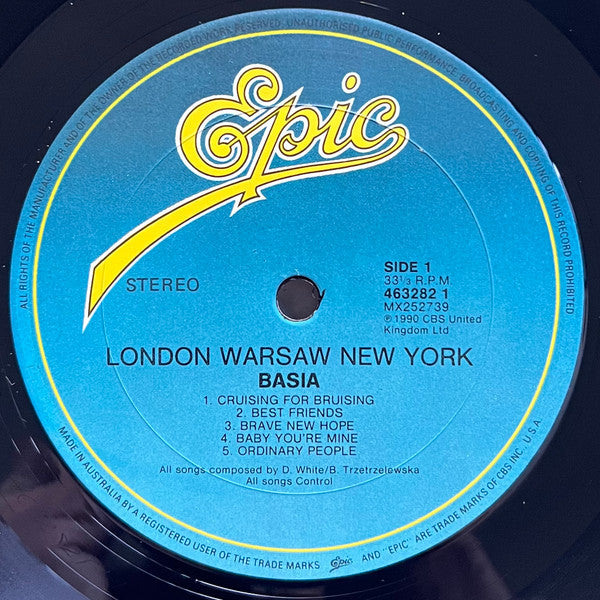 ALL RIGHTS OF THE MANUFACTURER AND OF THE OWNER OF THE RECORDED WORK RESERVED. UNAUTHORISED PUBLIC PERFORMANCE, BROADCASTING AND COPYING OF THIS RECORD PROHIBITED
Epic
STEREO
SIDE 1
33⅓ R.P.M.
463282 1
MX252739
℗ 1990 CBS United
Kingdom Ltd
LONDON WARSAW NEW YORK
BASIA
1. CRUISING FOR BRUISING
2. BEST FRIENDS
3. BRAVE NEW HOPE
4. BABY YOU'RE MINE
5. ORDINARY PEOPLE
All songs composed by D. White/B. Trzetrzelewska
All songs Control
MADE IN AUSTRALIA BY A REGISTERED USER OF THE TRADE MARKS Epic AND "EPIC" ARE TRADE MARKS OF CBS INC. U.S.A.